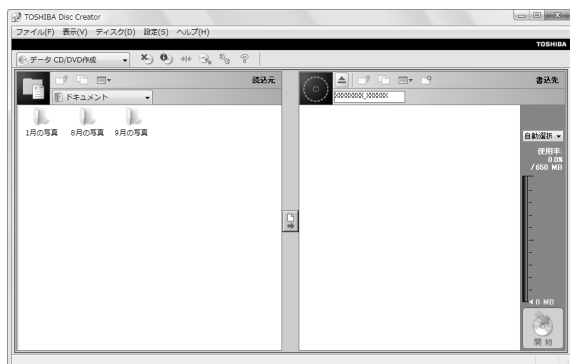 TOSHIBA Disc Creator
ファイル(F) 表示(V) ディスク(D) 設定(S) ヘルプ(H)
TOSHIBA
データ CD/DVD作成
読込元
書込先
ドキュメント
XXXXXXXX_XXXXXX
1月の写真 8月の写真 9月の写真
自動選択
使用率:
0.0%
/650 MB
0 MB
開始